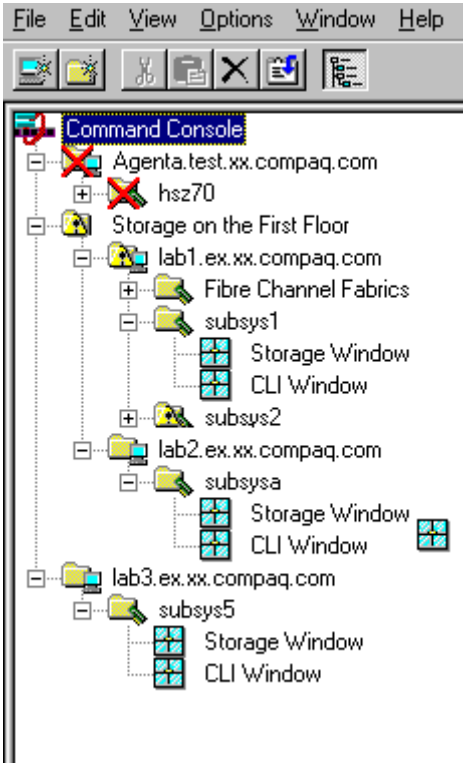 File Edit View Options Window Help
Command Console
Agenta.test.xx.compaq.com
hsz70
Storage on the First Floor
lab1.ex.xx.compaq.com
Fibre Channel Fabrics
subsys1
Storage Window
CLI Window
subsys2
lab2.ex.xx.compaq.com
subsysa
Storage Window
CLI Window
lab3.ex.xx.compaq.com
subsys5
Storage Window
CLI Window